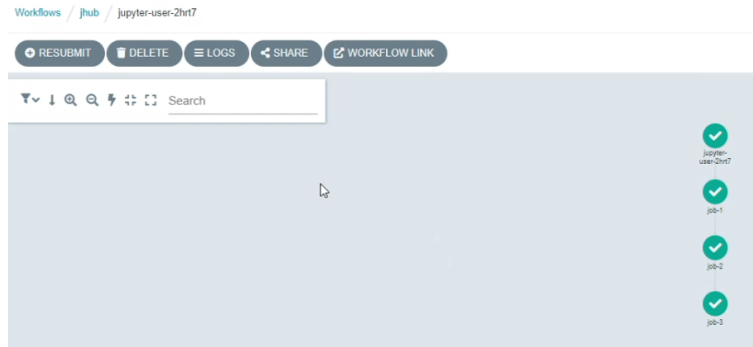 Workflows / jhub / jupyter-user-2hrt7
RESUBMIT DELETE LOGS SHARE WORKFLOW LINK
Search
jupyter-
user-2hrt7
job-1
job-2
job-3